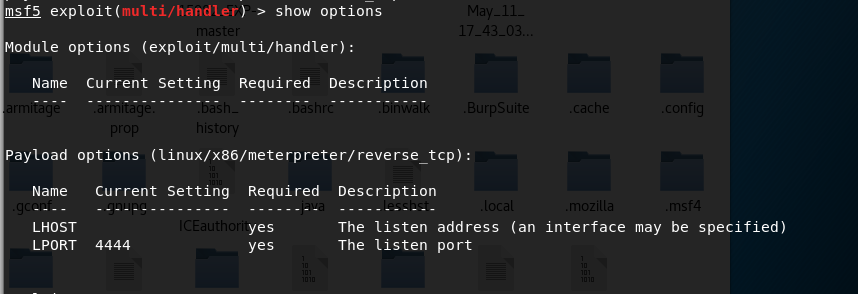 msf5 exploit(multi/handler) > show options
master
May_11_
17_43_03...
Module options (exploit/multi/handler):
Name Current Setting Required Description
---- --------------- -------- -----------
.armitage .armitage. .bash_ .bashrc .binwalk .BurpSuite .cache .config
prop history
Payload options (linux/x86/meterpreter/reverse_tcp):
Name Current Setting Required Description
---- --------------- -------- -----------
.gconf .gnupg .java .lesshst .local .mozilla .msf4
ICEauthority
LHOST yes The listen address (an interface may be specified)
LPORT 4444 yes The listen port